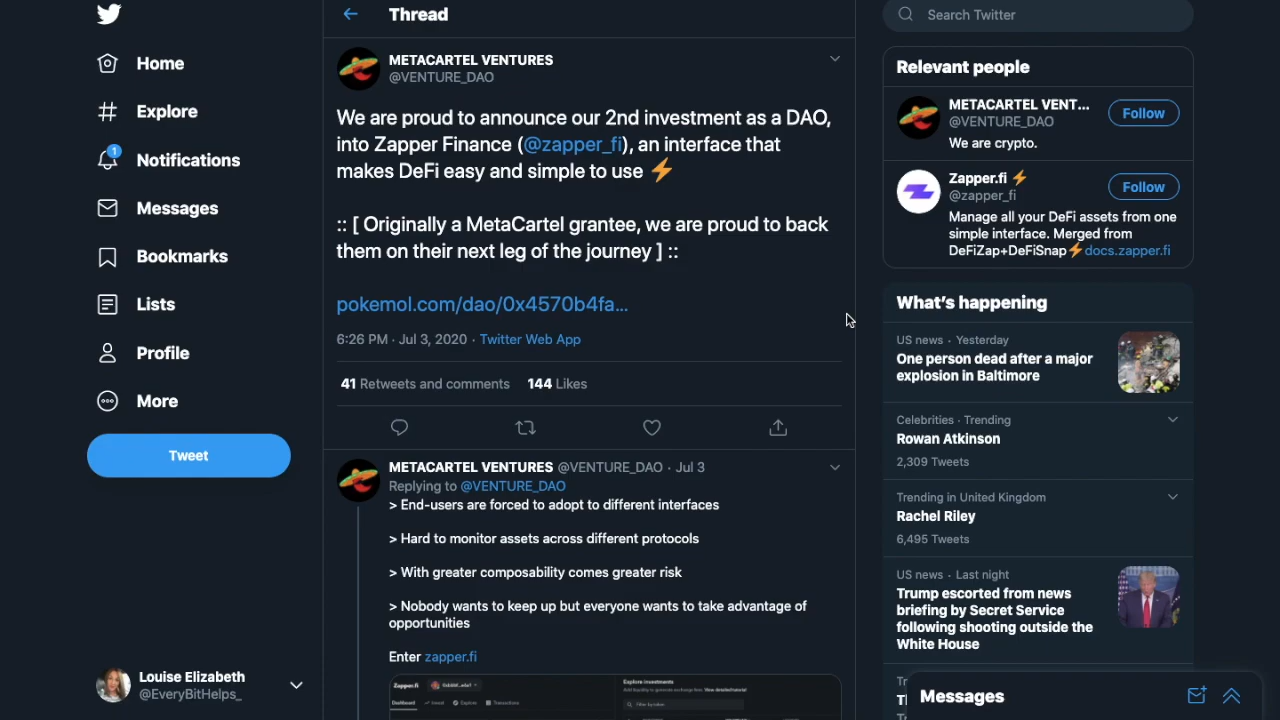 Home
Explore
1
Notifications
Messages
Bookmarks
Lists
Profile
More
Tweet
Louise Elizabeth
@EveryBitHelps_
Thread
METACARTEL VENTURES
@VENTURE_DAO
We are proud to announce our 2nd investment as a DAO,
into Zapper Finance (@zapper_fi), an interface that
makes DeFi easy and simple to use ⚡
:: [ Originally a MetaCartel grantee, we are proud to back
them on their next leg of the journey ] ::
pokemol.com/dao/0x4570b4fa...
6:26 PM · Jul 3, 2020 · Twitter Web App
41 Retweets and comments 144 Likes
METACARTEL VENTURES @VENTURE_DAO · Jul 3
Replying to @VENTURE_DAO
> End-users are forced to adopt to different interfaces
> Hard to monitor assets across different protocols
> With greater composability comes greater risk
> Nobody wants to keep up but everyone wants to take advantage of
opportunities
Enter zapper.fi
Zapper.fi
Dashboard Invest Explore Transactions
Explore investments
Search Twitter
Relevant people
METACARTEL VENT...
@VENTURE_DAO
Follow
We are crypto.
Zapper.fi ⚡
@zapper_fi
Follow
Manage all your DeFi assets from one
simple interface. Merged from
DeFiZap+DeFiSnap⚡docs.zapper.fi
What's happening
US news · Yesterday
One person dead after a major
explosion in Baltimore
Celebrities · Trending
Rowan Atkinson
2,309 Tweets
Trending in United Kingdom
Rachel Riley
6,495 Tweets
US news · Last night
Trump escorted from news
briefing by Secret Service
following shooting outside the
White House
Messages